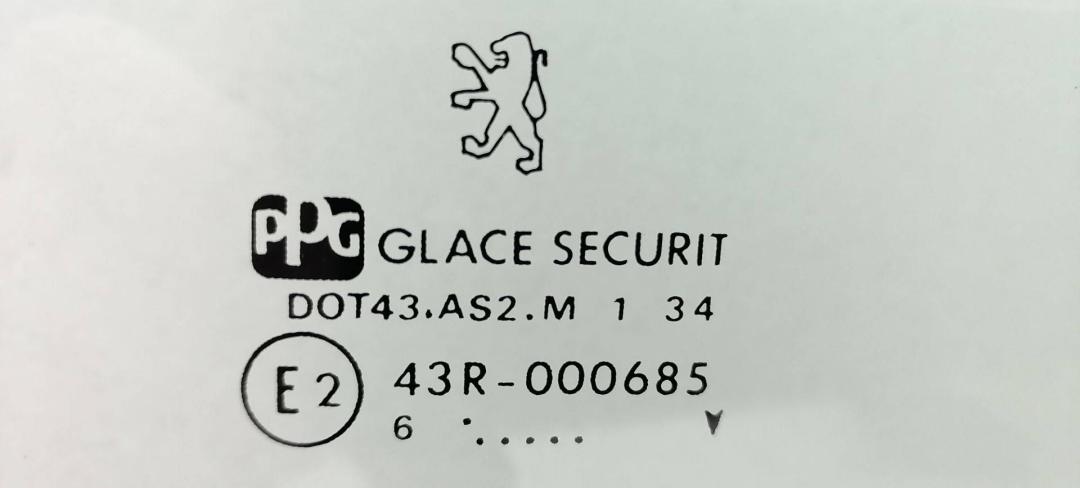 PPG GLACE SECURIT
DOT43.AS2.M 1 34
E2 43R-000685
6 ......